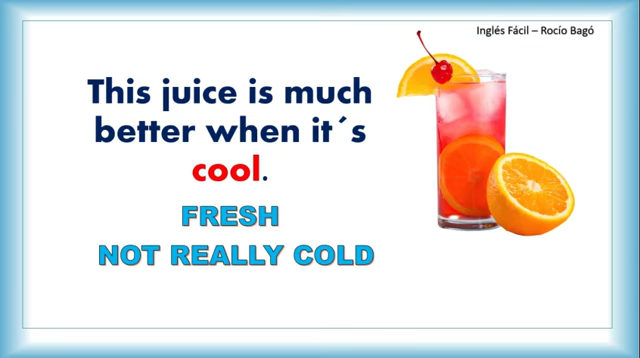 Inglés Fácil – Rocío Bagó
This juice is much
better when it´s
cool.
FRESH
NOT REALLY COLD